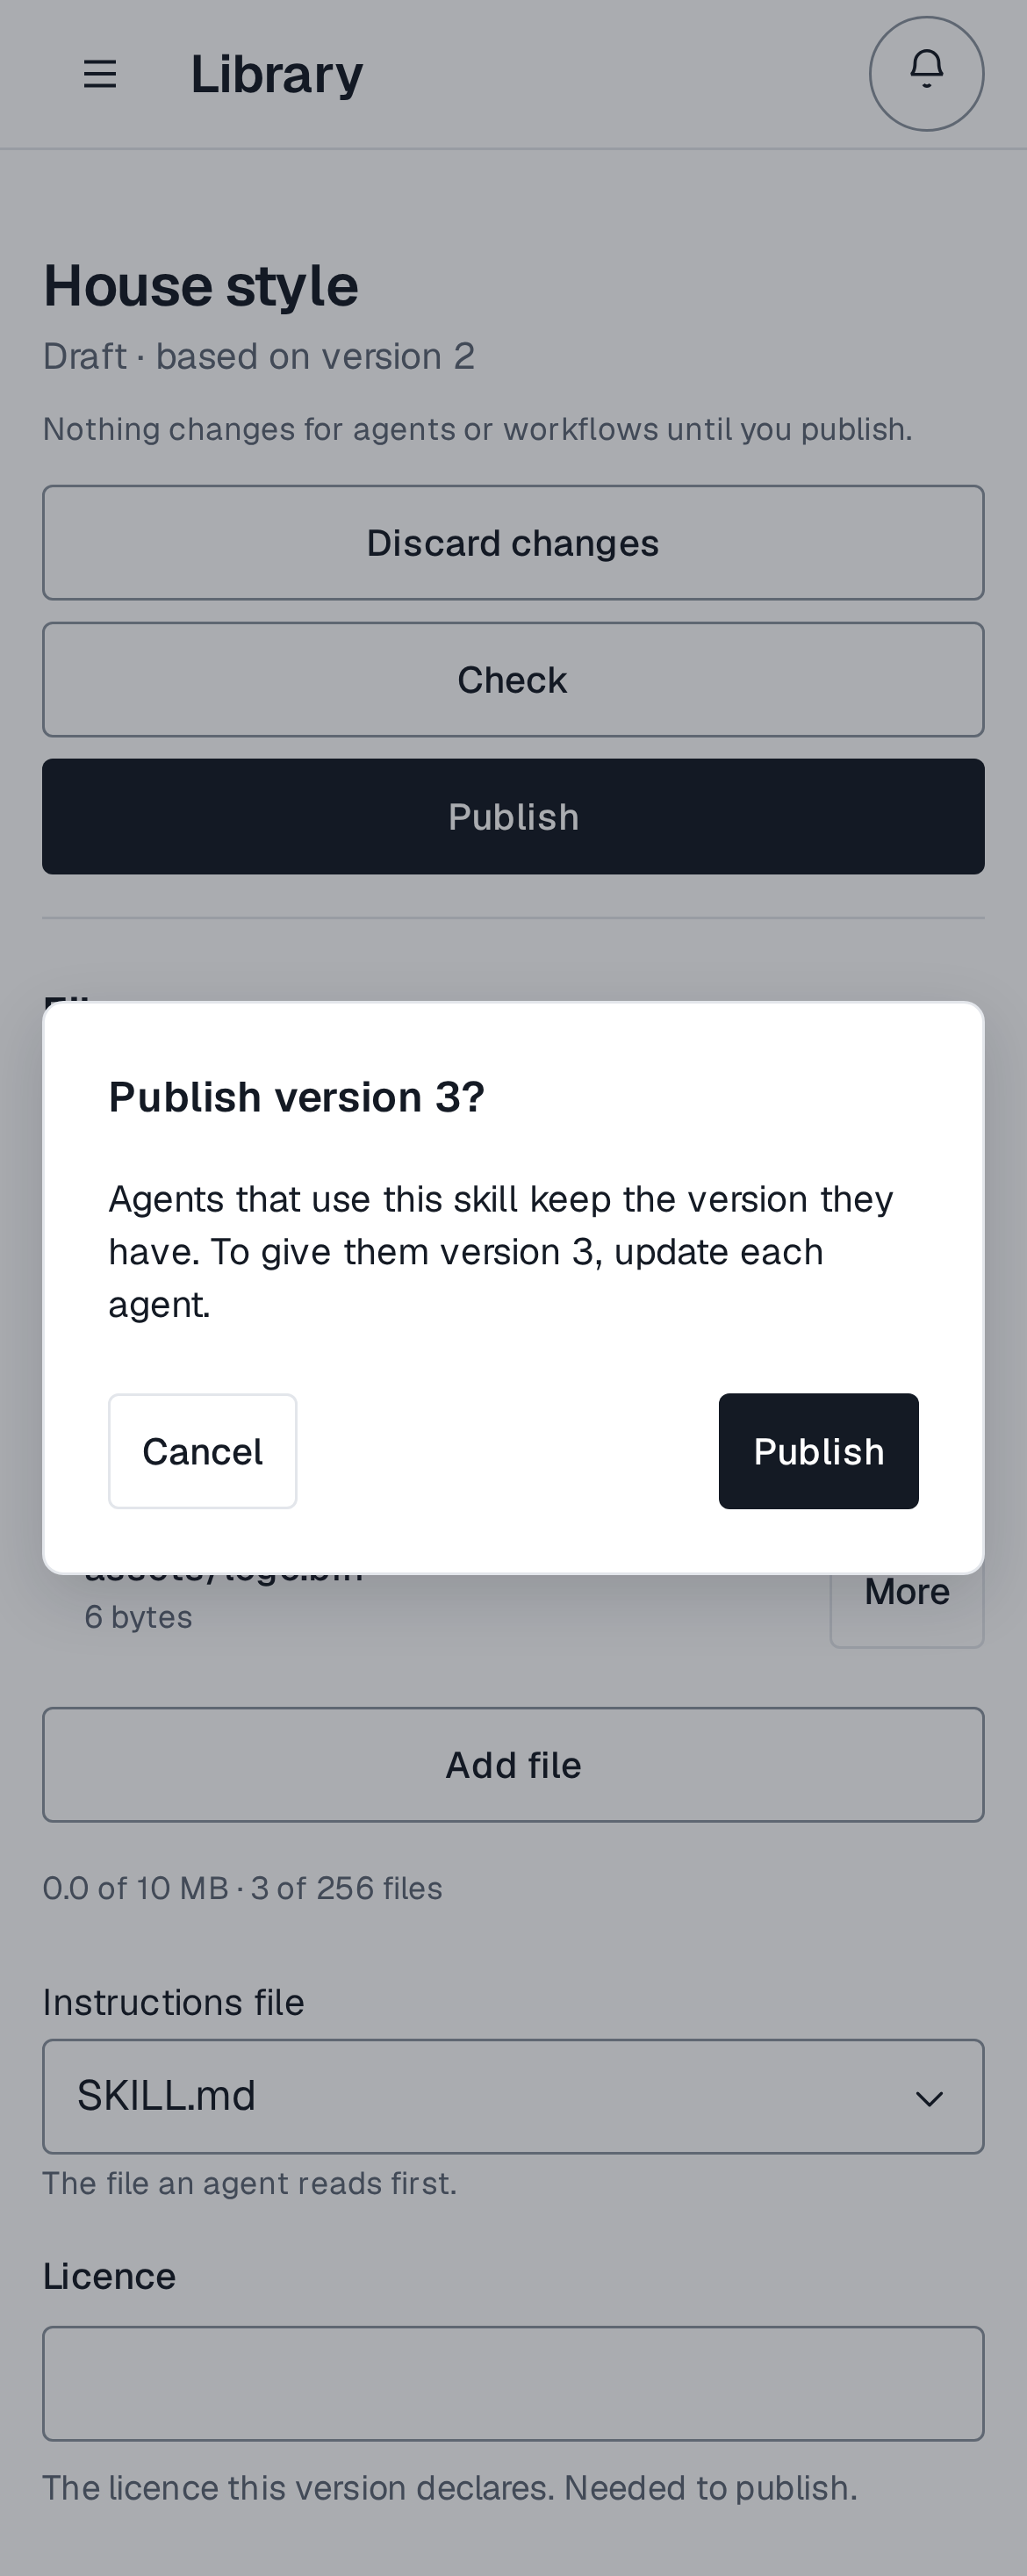 Library
House style
Draft · based on version 2
Nothing changes for agents or workflows until you publish.
Discard changes
Check
Publish
Publish version 3?
Agents that use this skill keep the version they
have. To give them version 3, update each
agent.
Cancel
Publish
More
6 bytes
Add file
0.0 of 10 MB · 3 of 256 files
Instructions file
SKILL.md
The file an agent reads first.
Licence
The licence this version declares. Needed to publish.